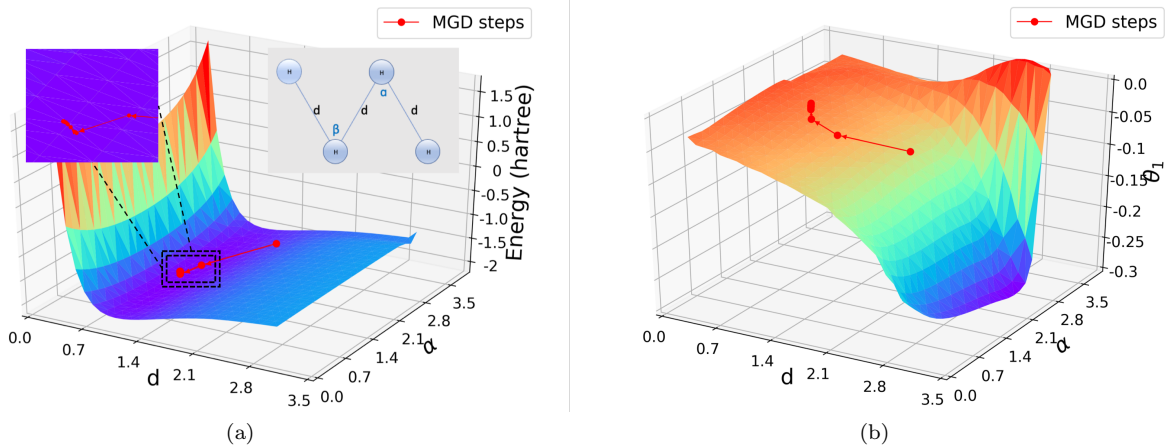 MGD steps
H
H
α
d
d
d
β
H
H
Energy (hartree)
1.5
1.0
0.5
0
-0.5
-1.0
-1.5
-2
3.5
2.8
2.1
α
0.7
0.0
0.0
0.7
1.4
2.1
2.8
3.5
d
(a)
MGD steps
0.0
-0.05
-0.1
-0.15
-0.2
-0.25
-0.3
θ1
3.5
2.8
2.1
α
0.7
0.0
0.0
0.7
1.4
2.1
2.8
3.5
d
(b)